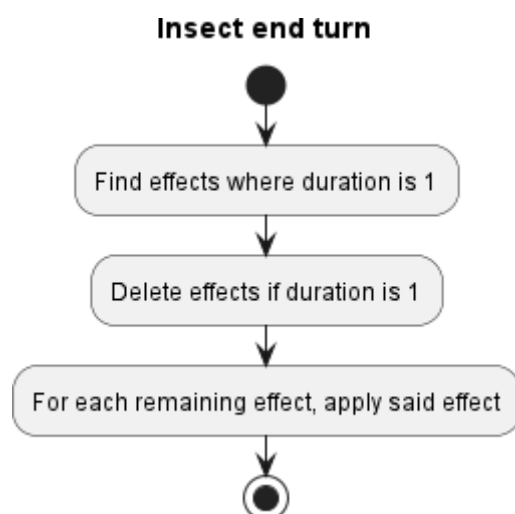 Insect end turn
Find effects where duration is 1
Delete effects if duration is 1
For each remaining effect, apply said effect